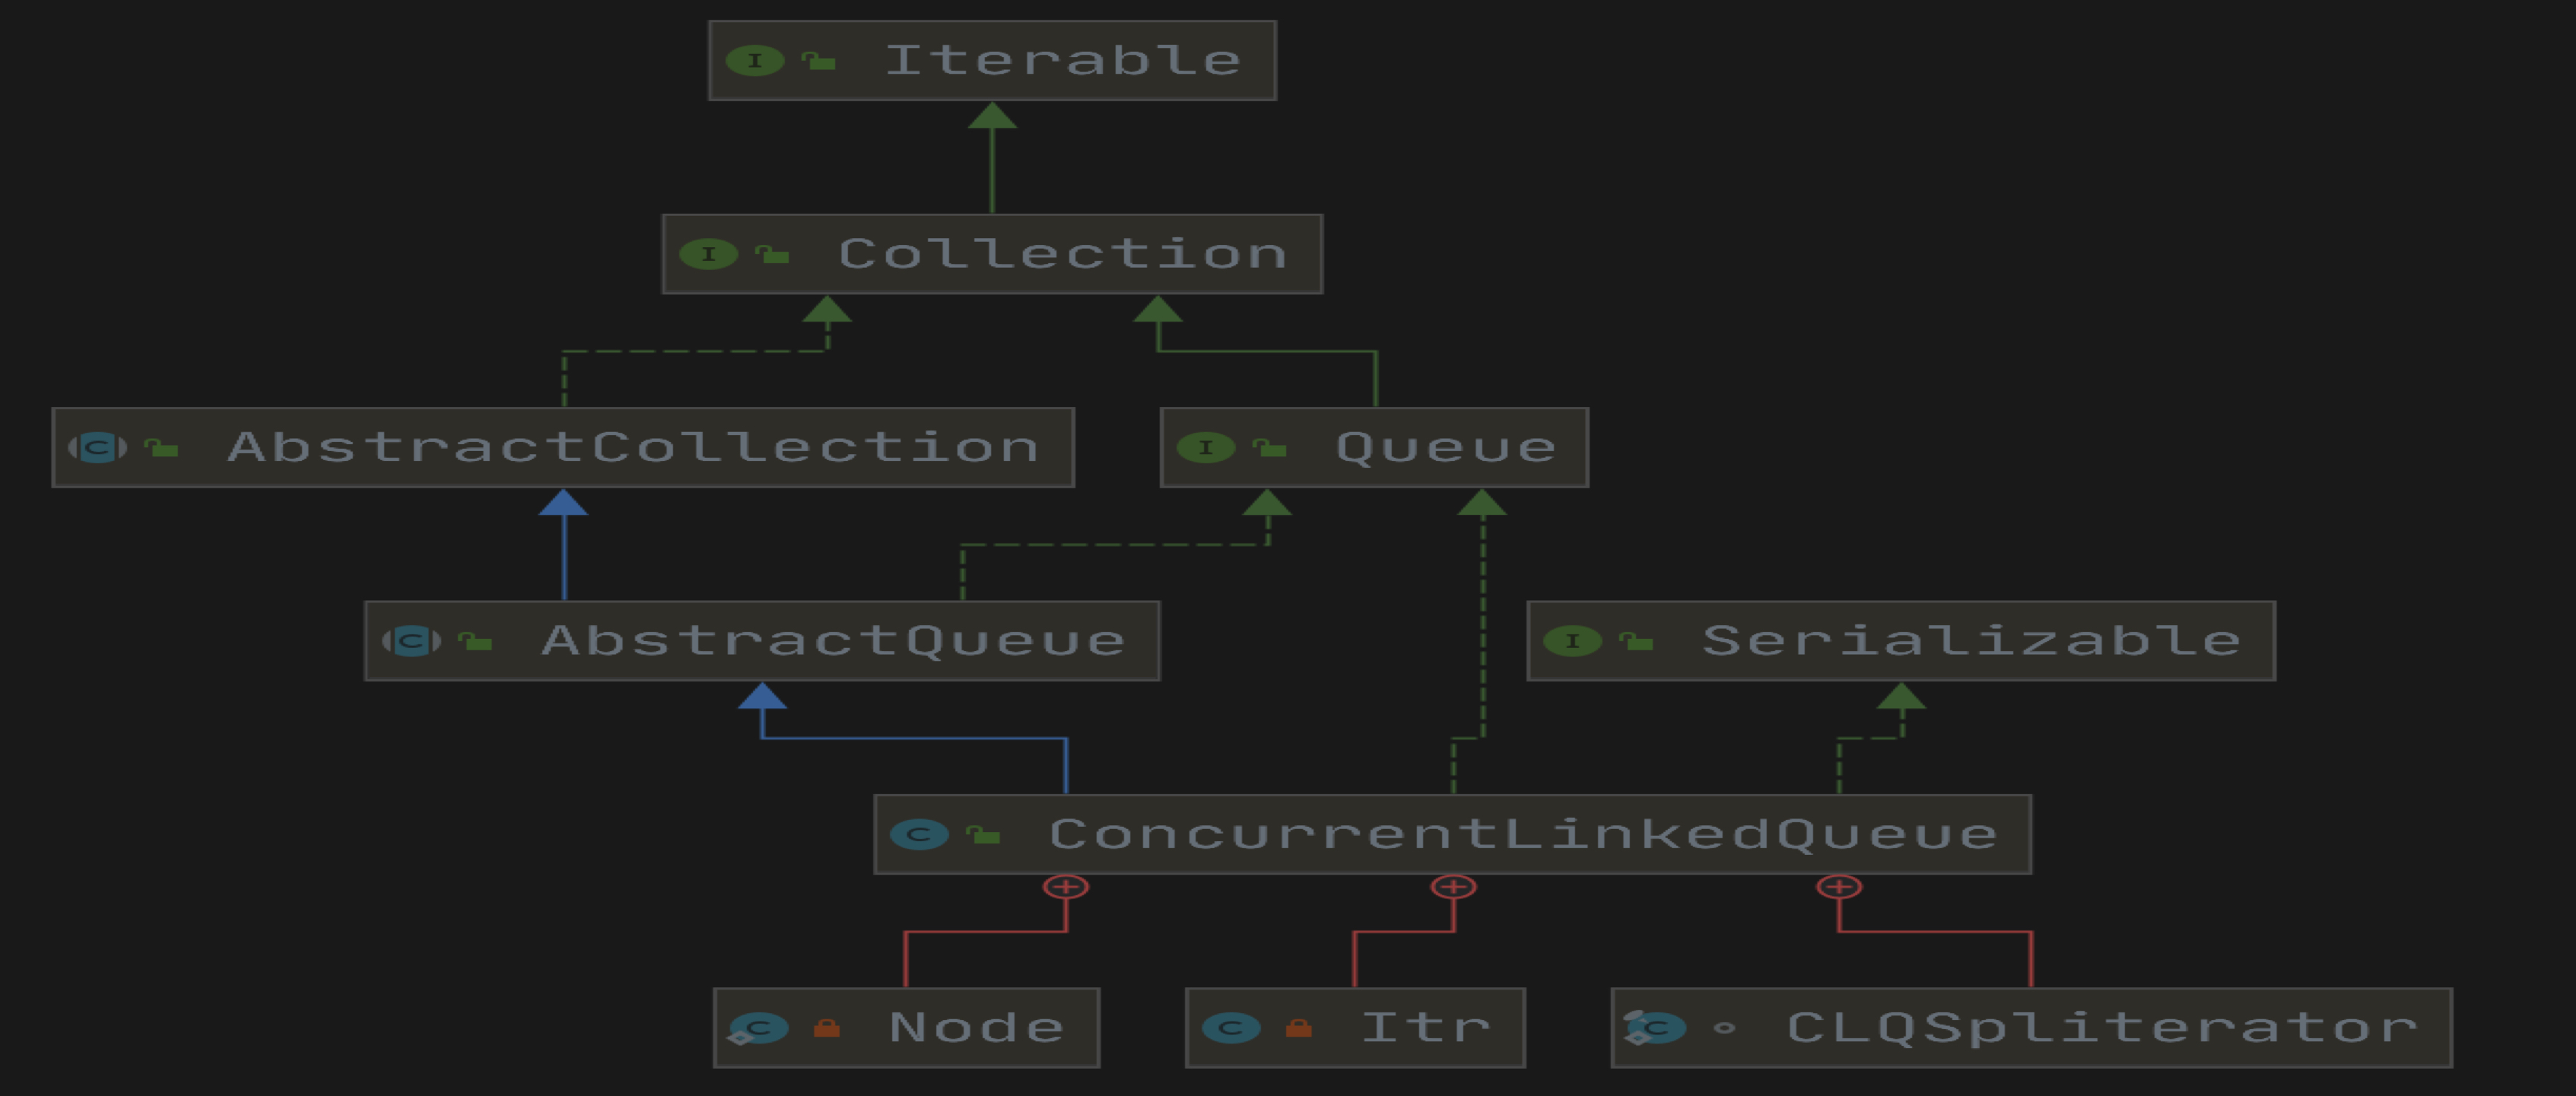 I Iterable
I Collection
C AbstractCollection
I Queue
C AbstractQueue
I Serializable
C ConcurrentLinkedQueue
C Node
C Itr
C CLQSpliterator